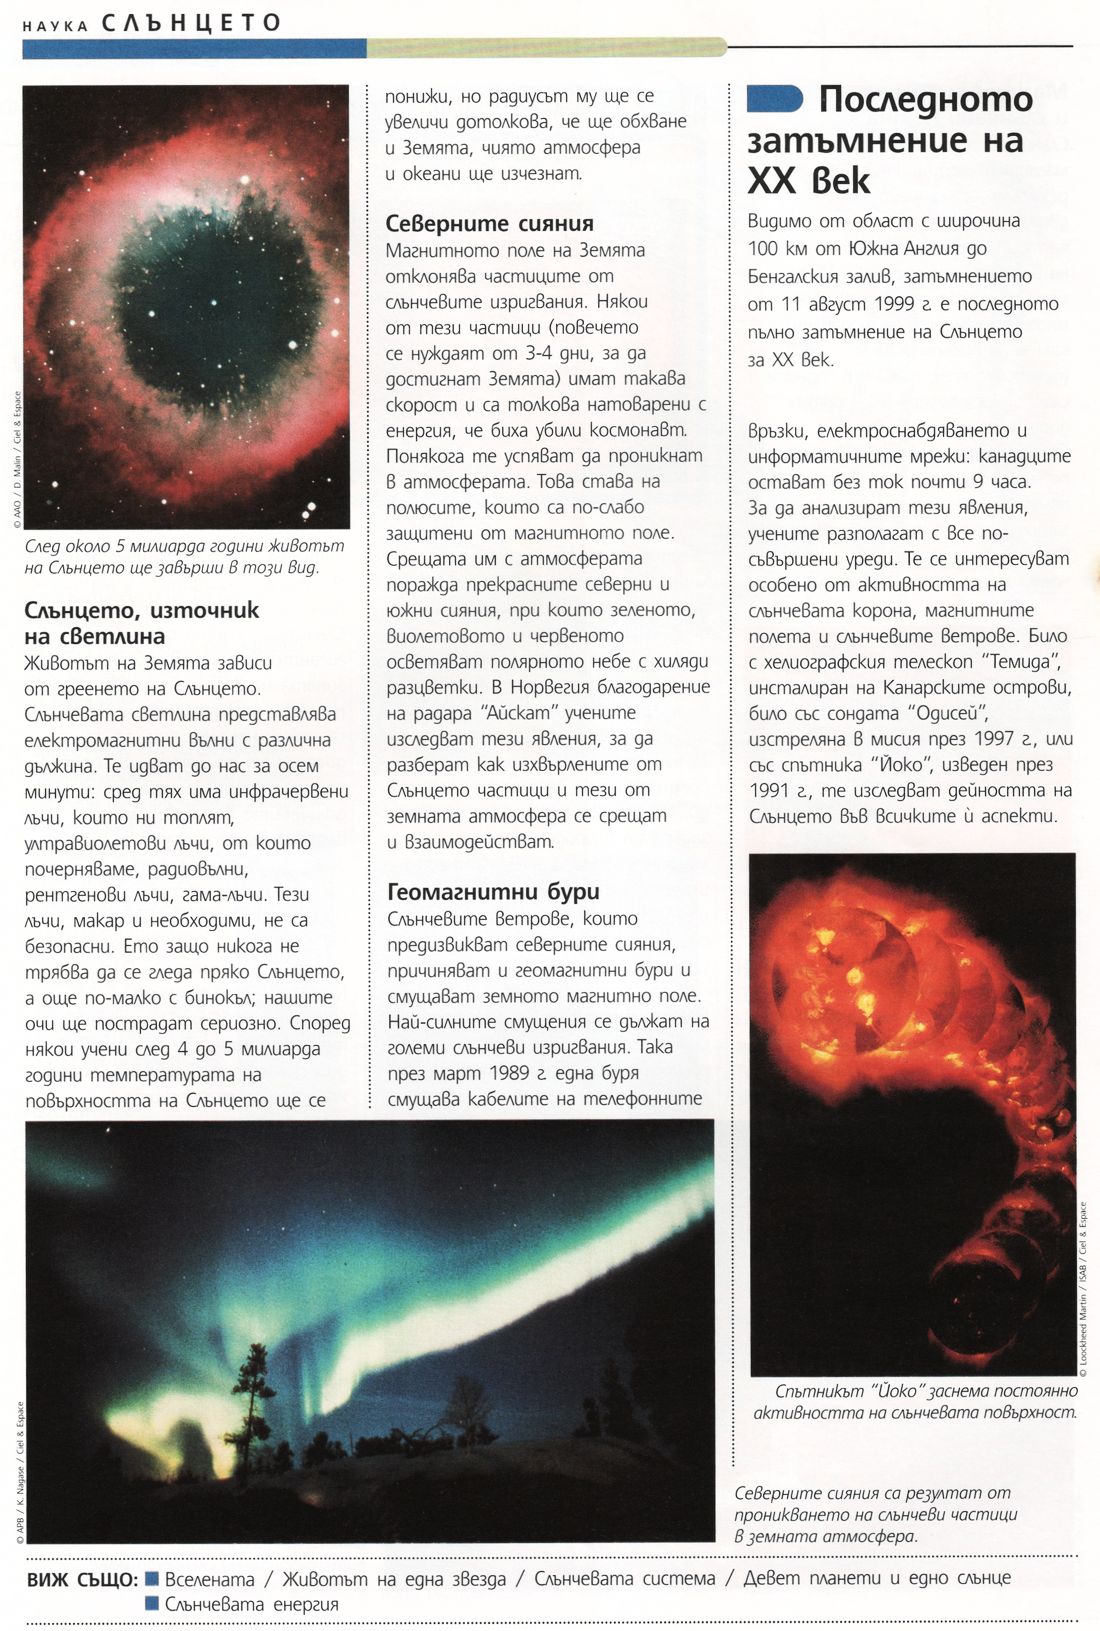 НАУКА СЛЪНЦЕТО
© AAO / D. Malin / Ciel & Espace
След около 5 милиарда години животът
на Слънцето ще завърши в този вид.
Слънцето, източник
на светлина
Животът на Земята зависи
от греенето на Слънцето.
Слънчевата светлина представлява
електромагнитни вълни с различна
дължина. Те идват до нас за осем
минути: сред тях има инфрачервени
лъчи, които ни топлят,
ултравиолетови лъчи, от които
почерняваме, радиовълни,
рентгенови лъчи, гама-лъчи. Тези
лъчи, макар и необходими, не са
безопасни. Ето защо никога не
трябва да се гледа пряко Слънцето,
а още по-малко с бинокъл; нашите
очи ще пострадат сериозно. Според
някои учени след 4 до 5 милиарда
години температурата на
повърхността на Слънцето ще се
понижи, но радиусът му ще се
увеличи дотолкова, че ще обхване
и Земята, чиято атмосфера
и океани ще изчезнат.
Северните сияния
Магнитното поле на Земята
отклонява частиците от
слънчевите изригвания. Някои
от тези частици (повечето
се нуждаят от 3-4 дни, за да
достигнат Земята) имат такава
скорост и са толкова натоварени с
енергия, че биха убили космонавт.
Понякога те успяват да проникнат
в атмосферата. Това става на
полюсите, които са по-слабо
защитени от магнитното поле.
Срещата им с атмосферата
поражда прекрасните северни и
южни сияния, при които зеленото,
виолетовото и червеното
осветяват полярното небе с хиляди
разцветки. В Норвегия благодарение
на радара “Айскат” учените
изследват тези явления, за да
разберат как изхвърлените от
Слънцето частици и тези от
земната атмосфера се срещат
и взаимодействат.
Геомагнитни бури
Слънчевите ветрове, които
предизвикват северните сияния,
причиняват и геомагнитни бури и
смущават земното магнитно поле.
Най-силните смущения се дължат на
големи слънчеви изригвания. Така
през март 1989 г. една буря
смущава кабелите на телефонните
Последното
затъмнение на
XX век
Видимо от област с широчина
100 км от Южна Англия до
Бенгалския залив, затъмнението
от 11 август 1999 г. е последното
пълно затъмнение на Слънцето
за XX век.
връзки, електроснабдяването и
информатичните мрежи: канадците
остават без ток почти 9 часа.
За да анализират тези явления,
учените разполагат с все по-
съвършени уреди. Те се интересуват
особено от активността на
слънчевата корона, магнитните
полета и слънчевите ветрове. Било
с хелиографския телескоп “Темида”,
инсталиран на Канарските острови,
било със сондата “Одисей”,
изстреляна в мисия през 1997 г., или
със спътника “Йоко”, изведен през
1991 г., те изследват дейността на
Слънцето във всичките ѝ аспекти.
© Loockheed Martin / ISAB / Ciel & Espace
Спътникът “Йоко” заснема постоянно
активността на слънчевата повърхност.
© APB / K. Nagase / Ciel & Espace
Северните сияния са резултат от
проникването на слънчеви частици
в земната атмосфера.
ВИЖ СЪЩО: Вселената / Животът на една звезда / Слънчевата система / Девет планети и едно слънце
Слънчевата енергия